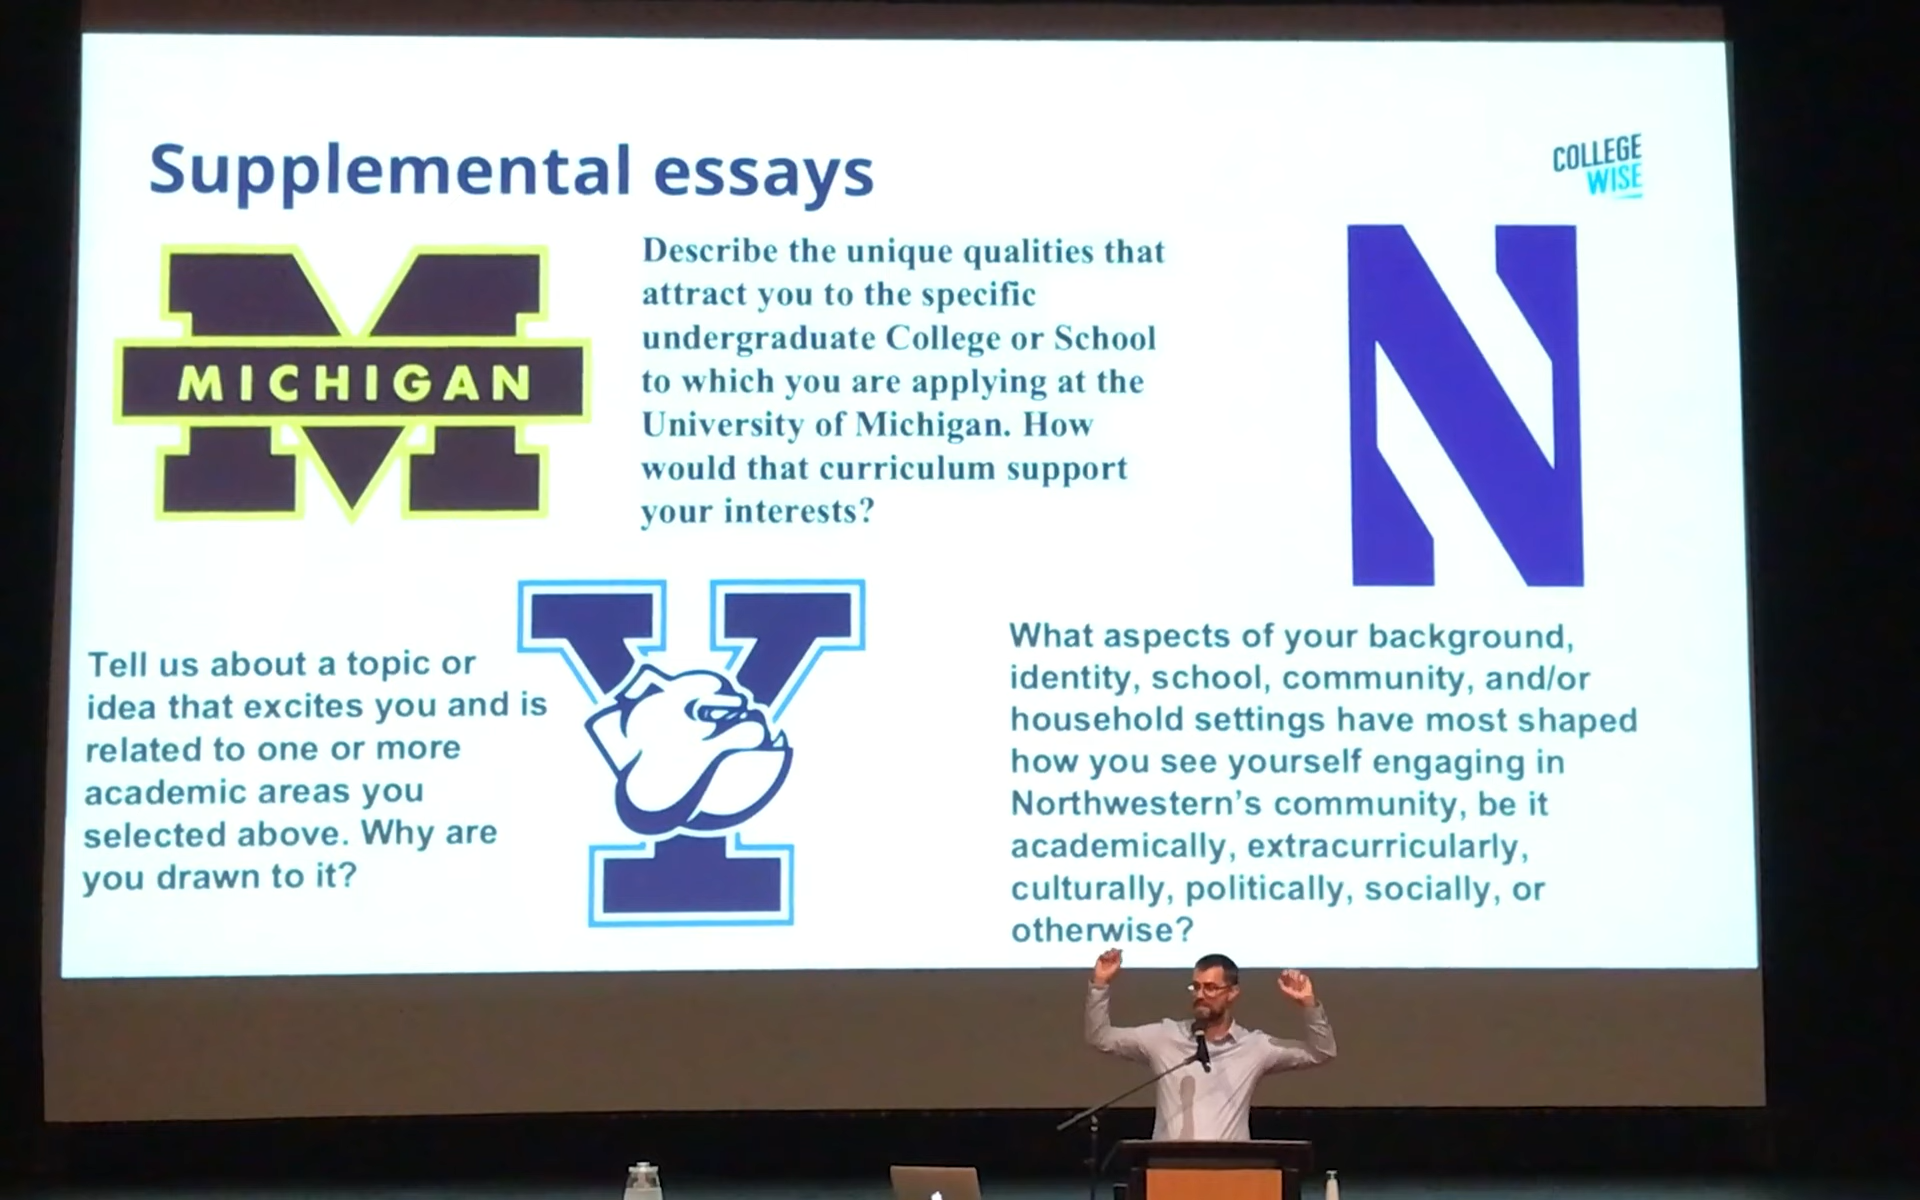 Supplemental essays
COLLEGE
WISE
MICHIGAN
Describe the unique qualities that
attract you to the specific
undergraduate College or School
to which you are applying at the
University of Michigan. How
would that curriculum support
your interests?
N
Tell us about a topic or
idea that excites you and is
related to one or more
academic areas you
selected above. Why are
you drawn to it?
Y
What aspects of your background,
identity, school, community, and/or
household settings have most shaped
how you see yourself engaging in
Northwestern’s community, be it
academically, extracurricularly,
culturally, politically, socially, or
otherwise?